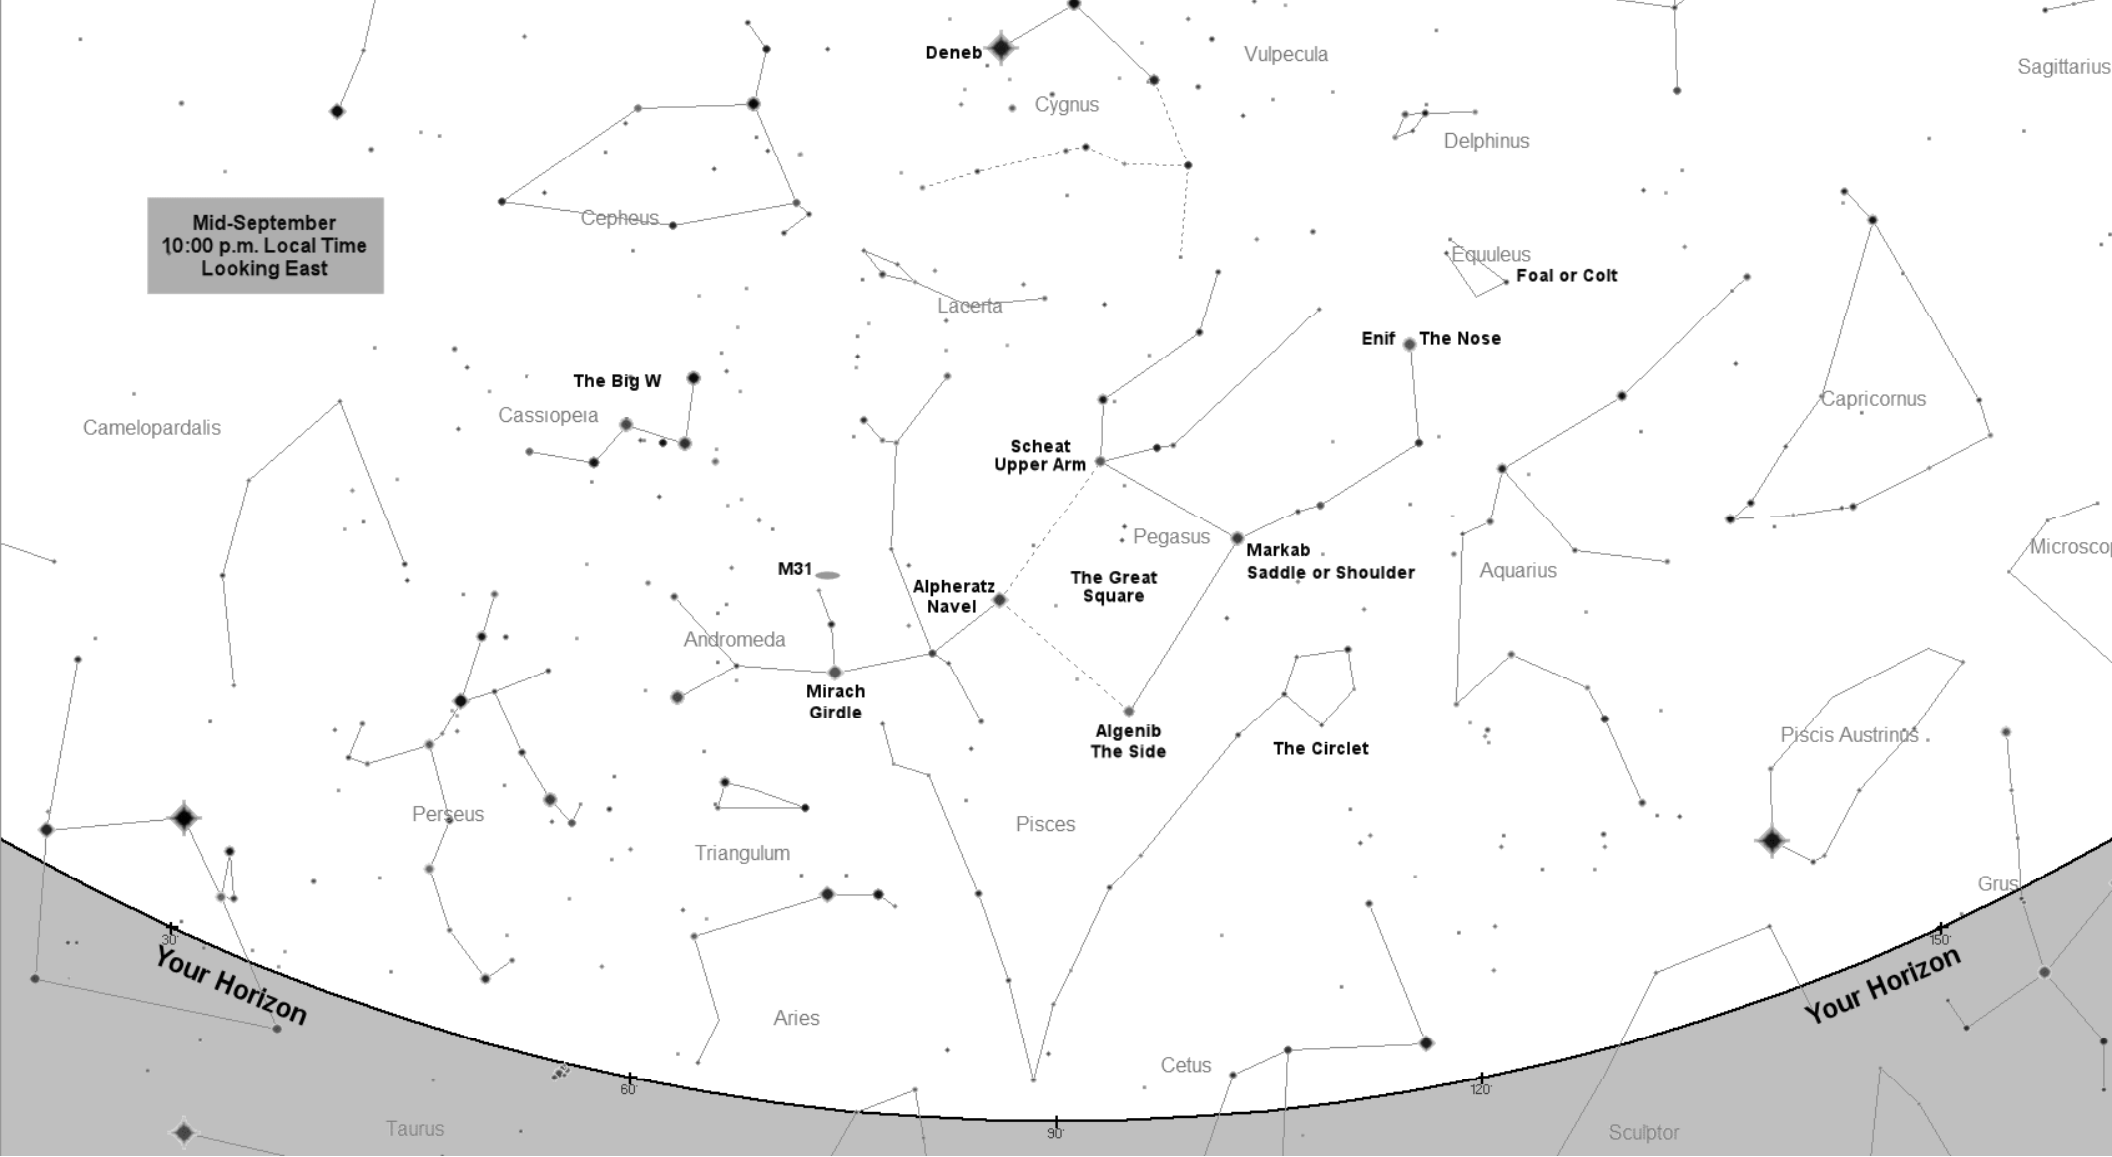 Deneb
Vulpecula
Sagittarius
Cygnus
Delphinus
Mid-September
10:00 p.m. Local Time
Looking East
Cepheus
Equuleus
Foal or Colt
Lacerta
Enif
The Nose
The Big W
Cassiopeia
Camelopardalis
Capricornus
Scheat
Upper Arm
Pegasus
Markab
Saddle or Shoulder
Microscop
M31
Alpheratz
Navel
The Great
Square
Aquarius
Andromeda
Mirach
Girdle
Algenib
The Side
The Circlet
Piscis Austrinus
Perseus
Pisces
Triangulum
Grus
30°
Your Horizon
150°
Your Horizon
Aries
Cetus
60°
120°
Taurus
90°
Sculptor